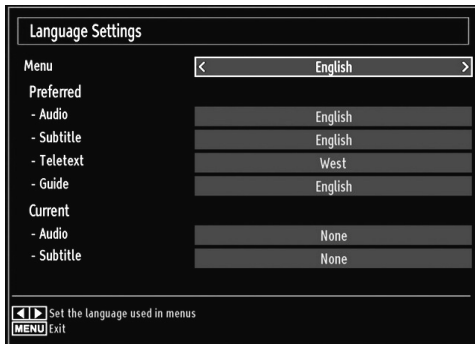 Language Settings
Menu < English >
Preferred
- Audio English
- Subtitle English
- Teletext West
- Guide English
Current
- Audio None
- Subtitle None
Set the language used in menus
MENU Exit